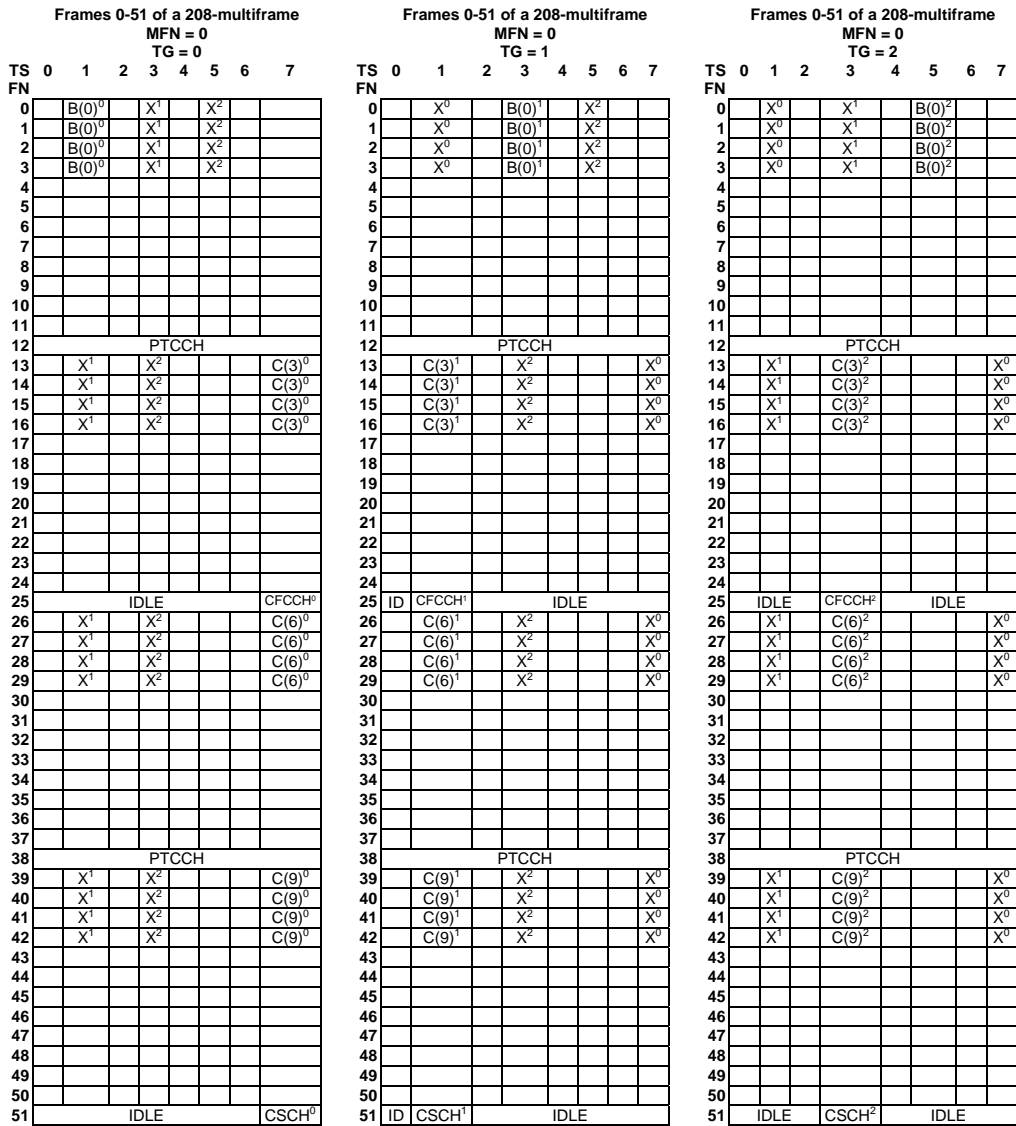 Frames 0-51 of a 208-multiframe
MFN = 0
TG = 0
TS 0 1 2 3 4 5 6 7
FN
0 B(0)⁰ X¹ X²
1 B(0)⁰ X¹ X²
2 B(0)⁰ X¹ X²
3 B(0)⁰ X¹ X²
4
5
6
7
8
9
10
11
12 PTCCH
13 X¹ X² C(3)⁰
14 X¹ X² C(3)⁰
15 X¹ X² C(3)⁰
16 X¹ X² C(3)⁰
17
18
19
20
21
22
23
24
25 IDLE CFCCH⁰
26 X¹ X² C(6)⁰
27 X¹ X² C(6)⁰
28 X¹ X² C(6)⁰
29 X¹ X² C(6)⁰
30
31
32
33
34
35
36
37
38 PTCCH
39 X¹ X² C(9)⁰
40 X¹ X² C(9)⁰
41 X¹ X² C(9)⁰
42 X¹ X² C(9)⁰
43
44
45
46
47
48
49
50
51 IDLE CSCH⁰
Frames 0-51 of a 208-multiframe
MFN = 0
TG = 1
TS 0 1 2 3 4 5 6 7
FN
0 X⁰ B(0)¹ X²
1 X⁰ B(0)¹ X²
2 X⁰ B(0)¹ X²
3 X⁰ B(0)¹ X²
4
5
6
7
8
9
10
11
12 PTCCH
13 C(3)¹ X² X⁰
14 C(3)¹ X² X⁰
15 C(3)¹ X² X⁰
16 C(3)¹ X² X⁰
17
18
19
20
21
22
23
24
25 ID CFCCH¹ IDLE
26 C(6)¹ X² X⁰
27 C(6)¹ X² X⁰
28 C(6)¹ X² X⁰
29 C(6)¹ X² X⁰
30
31
32
33
34
35
36
37
38 PTCCH
39 C(9)¹ X² X⁰
40 C(9)¹ X² X⁰
41 C(9)¹ X² X⁰
42 C(9)¹ X² X⁰
43
44
45
46
47
48
49
50
51 ID CSCH¹ IDLE
Frames 0-51 of a 208-multiframe
MFN = 0
TG = 2
TS 0 1 2 3 4 5 6 7
FN
0 X⁰ X¹ B(0)²
1 X⁰ X¹ B(0)²
2 X⁰ X¹ B(0)²
3 X⁰ X¹ B(0)²
4
5
6
7
8
9
10
11
12 PTCCH
13 X¹ C(3)² X⁰
14 X¹ C(3)² X⁰
15 X¹ C(3)² X⁰
16 X¹ C(3)² X⁰
17
18
19
20
21
22
23
24
25 IDLE CFCCH² IDLE
26 X¹ C(6)² X⁰
27 X¹ C(6)² X⁰
28 X¹ C(6)² X⁰
29 X¹ C(6)² X⁰
30
31
32
33
34
35
36
37
38 PTCCH
39 X¹ C(9)² X⁰
40 X¹ C(9)² X⁰
41 X¹ C(9)² X⁰
42 X¹ C(9)² X⁰
43
44
45
46
47
48
49
50
51 IDLE CSCH² IDLE